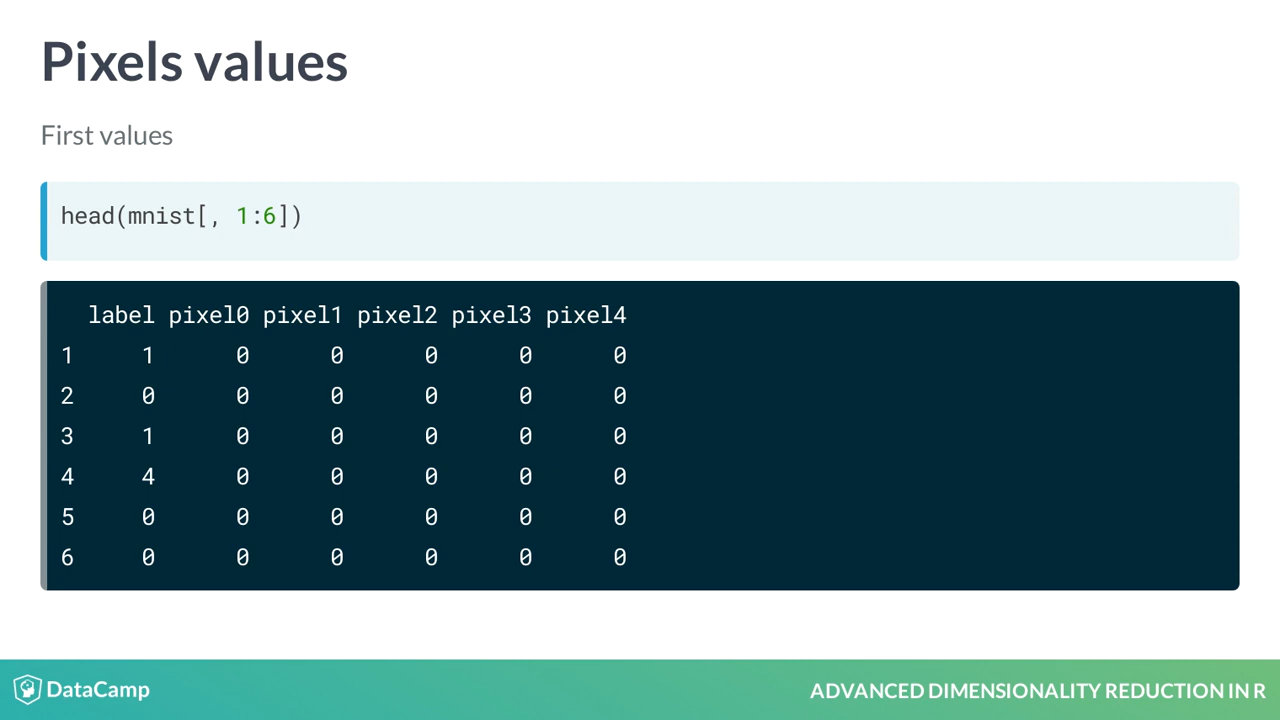 Pixels values
First values
head(mnist[, 1:6])
label pixel0 pixel1 pixel2 pixel3 pixel4
1 1 0 0 0 0 0
2 0 0 0 0 0 0
3 1 0 0 0 0 0
4 4 0 0 0 0 0
5 0 0 0 0 0 0
6 0 0 0 0 0 0
DataCamp
ADVANCED DIMENSIONALITY REDUCTION IN R